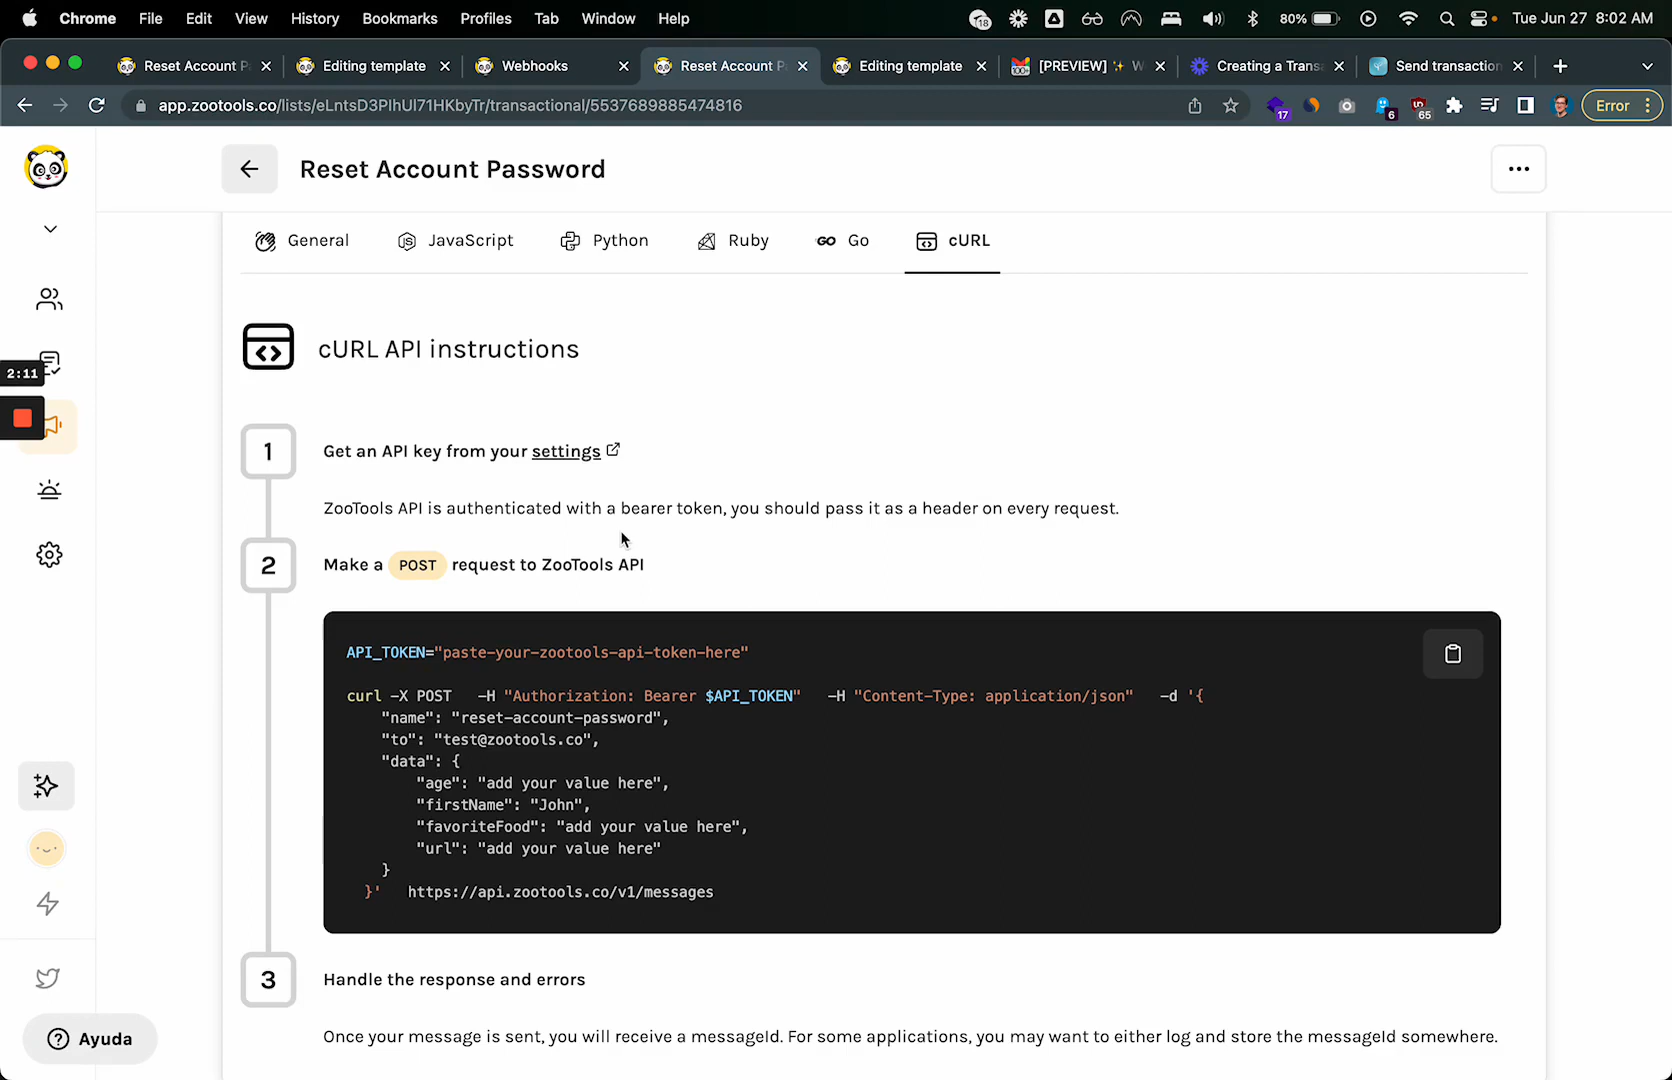 Chrome File Edit View History Bookmarks Profiles Tab Window Help 18 80% Tue Jun 27 8:02 AM
Reset Account P
Editing template
Webhooks
Reset Account P
Editing template
[PREVIEW] ✨ W
Creating a Trans
Send transaction
app.zootools.co/lists/eLntsD3PIhUl71HKbyTr/transactional/5537689885474816
17
6
65
Error
Reset Account Password
General JavaScript Python Ruby GO Go cURL
cURL API instructions
2:11
1 Get an API key from your settings
ZooTools API is authenticated with a bearer token, you should pass it as a header on every request.
2 Make a POST request to ZooTools API
API_TOKEN="paste-your-zootools-api-token-here"
curl -X POST -H "Authorization: Bearer $API_TOKEN" -H "Content-Type: application/json" -d '{
"name": "reset-account-password",
"to": "test@zootools.co",
"data": {
"age": "add your value here",
"firstName": "John",
"favoriteFood": "add your value here",
"url": "add your value here"
}
}' https://api.zootools.co/v1/messages
3 Handle the response and errors
Once your message is sent, you will receive a messageId. For some applications, you may want to either log and store the messageId somewhere.
Ayuda